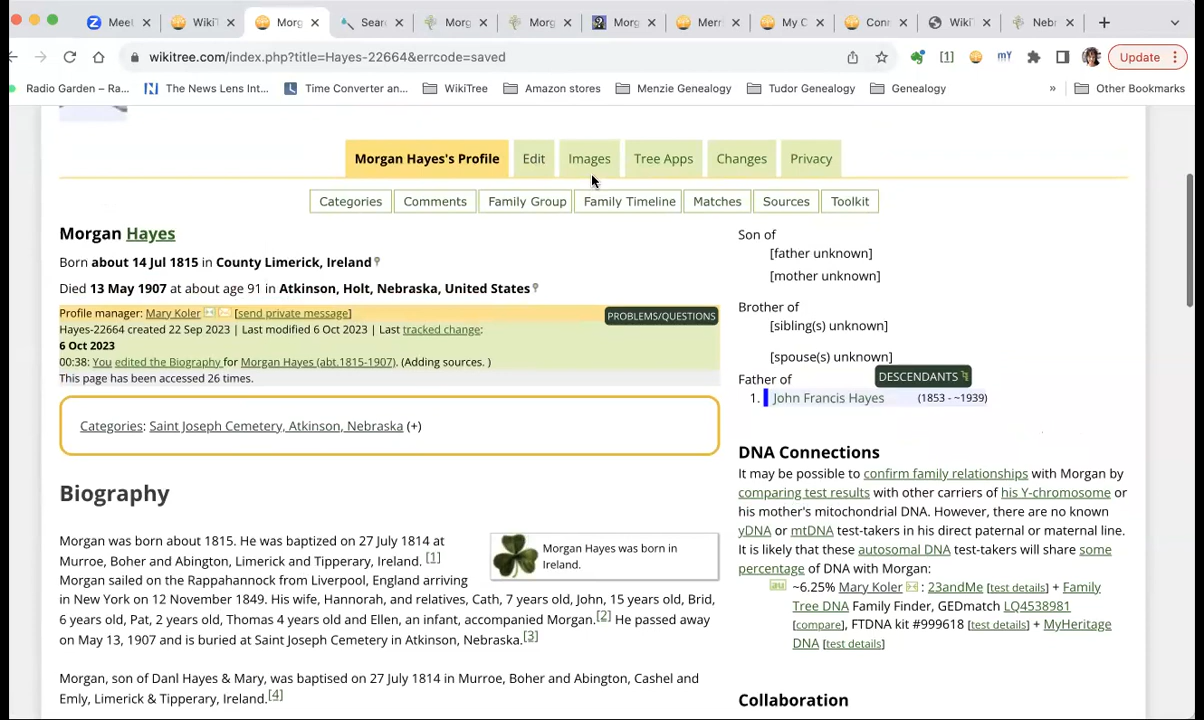 Meet
WikiT
Morg
Sear
Morg
Morg
Morg
Merri
My C
Conn
WikiT
Nebr
wikitree.com/index.php?title=Hayes-22664&errcode=saved
[1]
mY
Update
Radio Garden – Ra...
The News Lens Int...
Time Converter an...
WikiTree
Amazon stores
Menzie Genealogy
Tudor Genealogy
Genealogy
»
Other Bookmarks
Morgan Hayes's Profile
Edit
Images
Tree Apps
Changes
Privacy
Categories
Comments
Family Group
Family Timeline
Matches
Sources
Toolkit
Morgan Hayes
Born about 14 Jul 1815 in County Limerick, Ireland
Died 13 May 1907 at about age 91 in Atkinson, Holt, Nebraska, United States
Profile manager: Mary Koler [send private message]
PROBLEMS/QUESTIONS
Hayes-22664 created 22 Sep 2023 | Last modified 6 Oct 2023 | Last tracked change:
6 Oct 2023
00:38: You edited the Biography for Morgan Hayes (abt.1815-1907). (Adding sources. )
This page has been accessed 26 times.
Categories: Saint Joseph Cemetery, Atkinson, Nebraska (+)
Biography
Morgan was born about 1815. He was baptized on 27 July 1814 at
Murroe, Boher and Abington, Limerick and Tipperary, Ireland. [1]
Morgan sailed on the Rappahannock from Liverpool, England arriving
in New York on 12 November 1849. His wife, Hannorah, and relatives, Cath, 7 years old, John, 15 years old, Brid,
6 years old, Pat, 2 years old, Thomas 4 years old and Ellen, an infant, accompanied Morgan.[2] He passed away
on May 13, 1907 and is buried at Saint Joseph Cemetery in Atkinson, Nebraska.[3]
Morgan Hayes was born in
Ireland.
Morgan, son of Danl Hayes & Mary, was baptised on 27 July 1814 in Murroe, Boher and Abington, Cashel and
Emly, Limerick & Tipperary, Ireland.[4]
Son of
[father unknown]
[mother unknown]
Brother of
[sibling(s) unknown]
[spouse(s) unknown]
DESCENDANTS
Father of
1. John Francis Hayes (1853 - ~1939)
DNA Connections
It may be possible to confirm family relationships with Morgan by
comparing test results with other carriers of his Y-chromosome or
his mother's mitochondrial DNA. However, there are no known
yDNA or mtDNA test-takers in his direct paternal or maternal line.
It is likely that these autosomal DNA test-takers will share some
percentage of DNA with Morgan:
au ~6.25% Mary Koler : 23andMe [test details] + Family
Tree DNA Family Finder, GEDmatch LQ4538981
[compare], FTDNA kit #999618 [test details] + MyHeritage
DNA [test details]
Collaboration